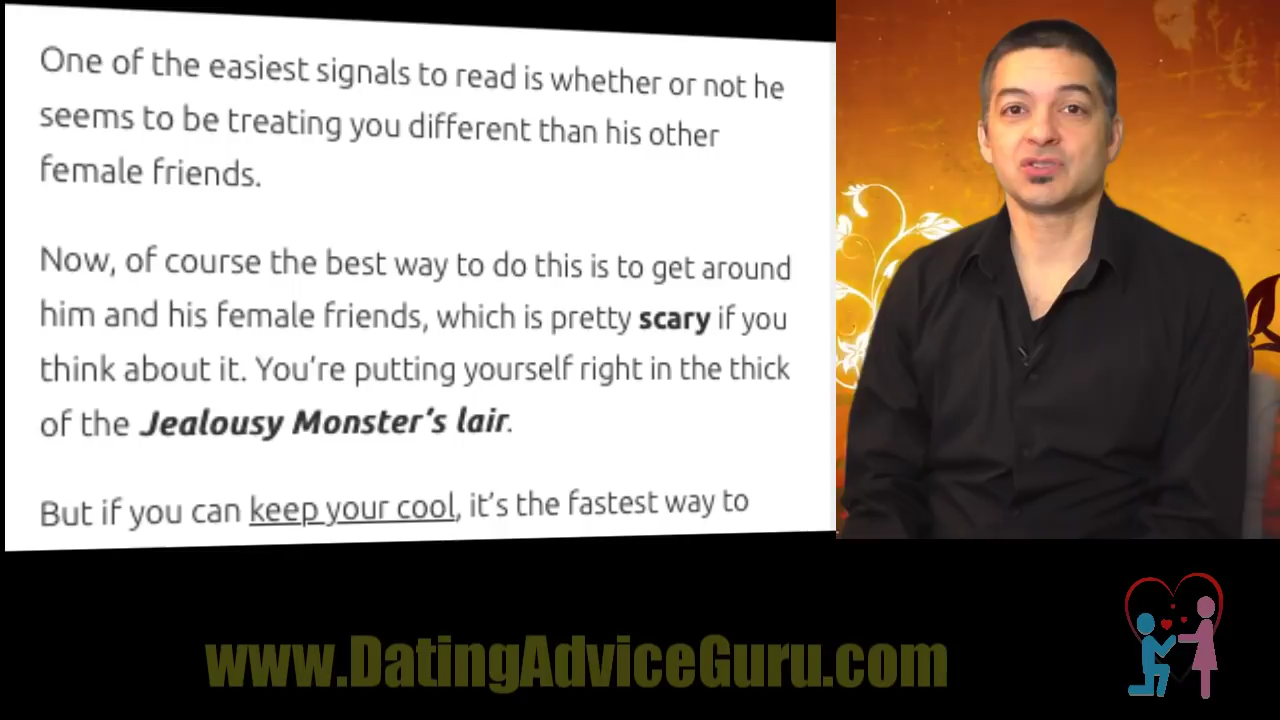 One of the easiest signals to read is whether or not he
seems to be treating you different than his other
female friends.
Now, of course the best way to do this is to get around
him and his female friends, which is pretty scary if you
think about it. You're putting yourself right in the thick
of the Jealousy Monster's lair.
But if you can keep your cool, it's the fastest way to
www.DatingAdviceGuru.com